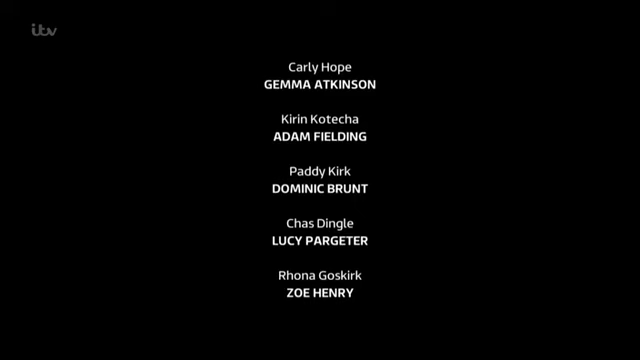 itv
Carly Hope
GEMMA ATKINSON
Kirin Kotecha
ADAM FIELDING
Paddy Kirk
DOMINIC BRUNT
Chas Dingle
LUCY PARGETER
Rhona Goskirk
ZOE HENRY